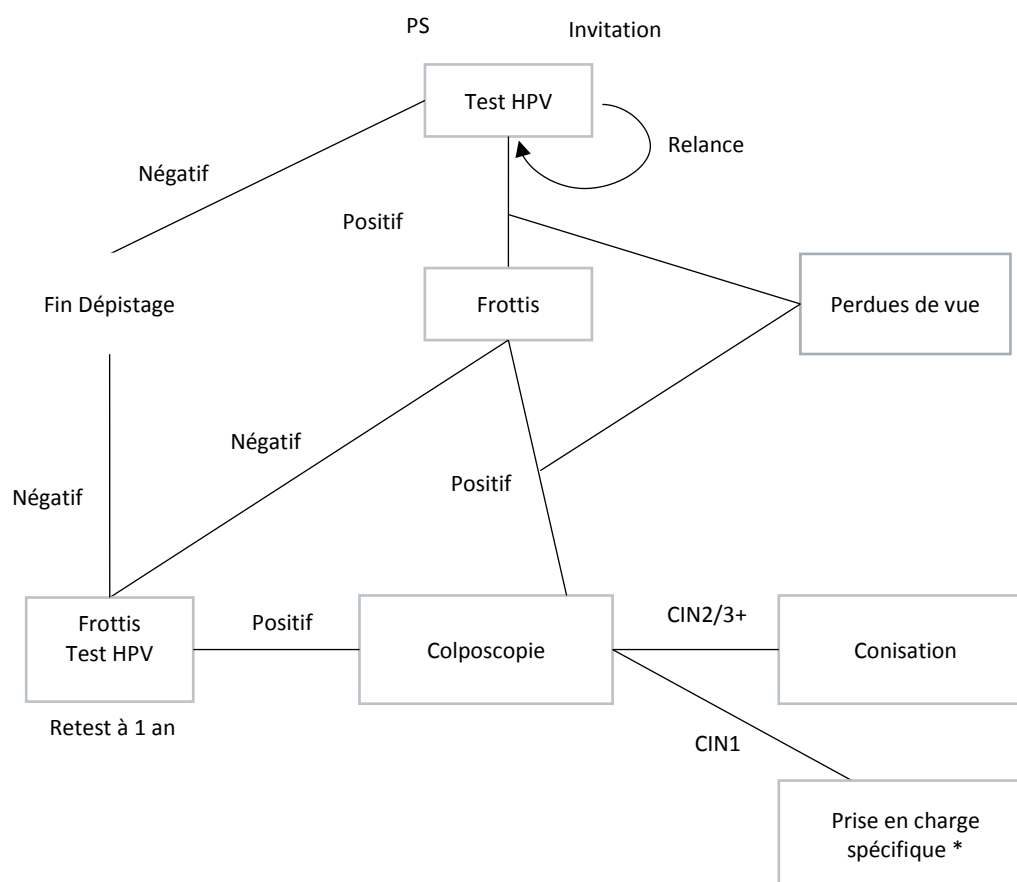 PS
Invitation
Test HPV
Relance
Négatif
Positif
Fin Dépistage
Frottis
Perdues de vue
Négatif
Positif
Négatif
Frottis
Test HPV
Positif
Colposcopie
CIN2/3+
Conisation
Retest à 1 an
CIN1
Prise en charge
spécifique *